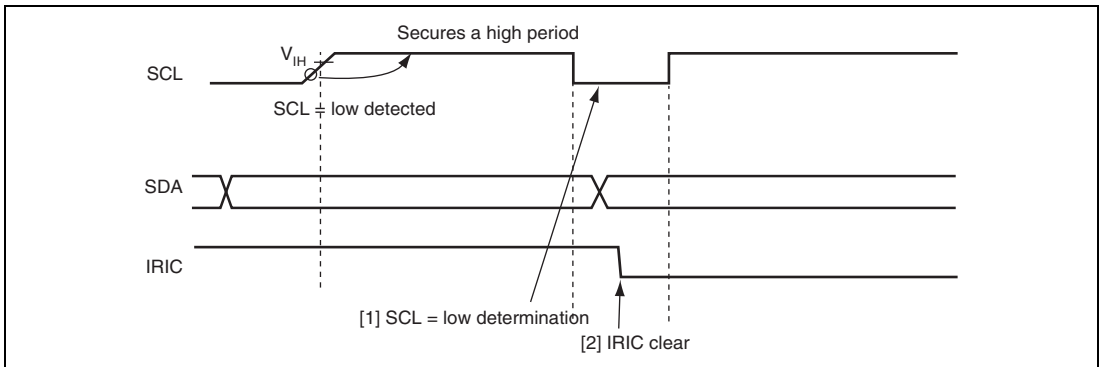 Secures a high period
V_IH
SCL
SCL = low detected
SDA
IRIC
[1] SCL = low determination
[2] IRIC clear